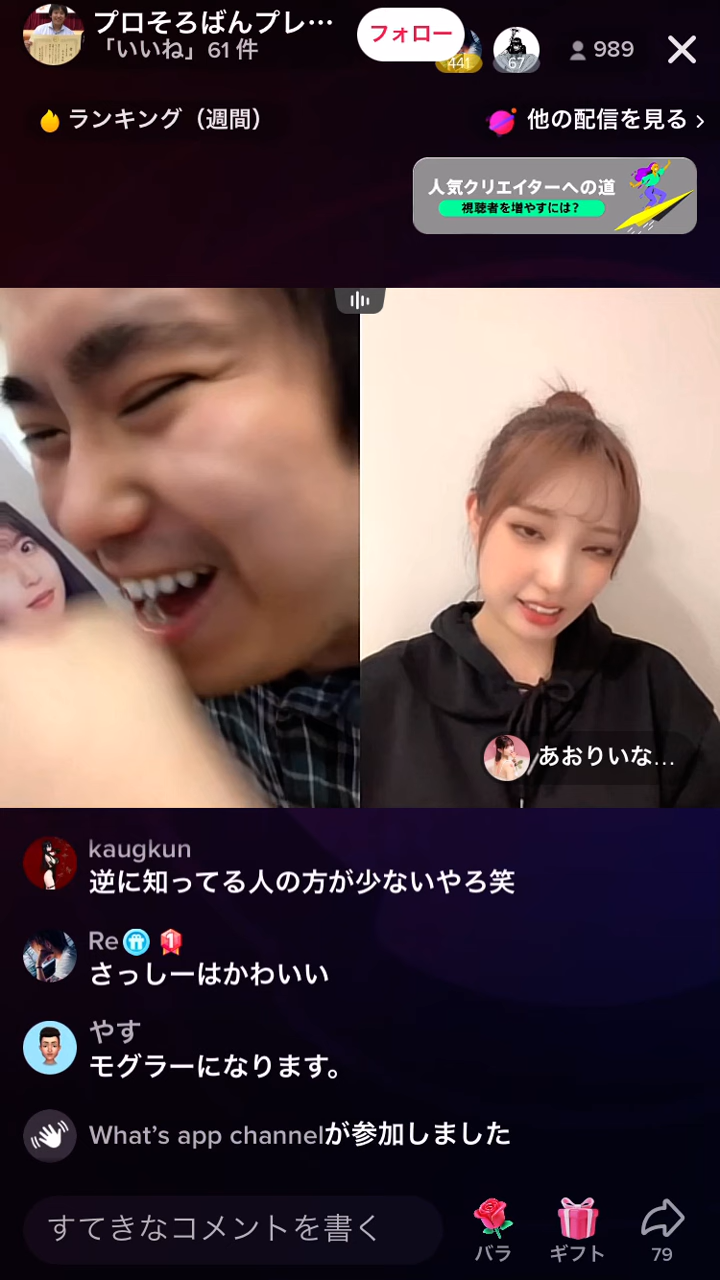 プロそろばんプレ…
「いいね」61 件
フォロー
441
67
989
ランキング（週間）
他の配信を見る
人気クリエイターへの道
視聴者を増やすには?
あおりいな…
kaugkun
逆に知ってる人の方が少ないやろ笑
Re 1
さっしーはかわいい
やす
モグラーになります。
What's app channelが参加しました
すてきなコメントを書く
バラ
ギフト
79